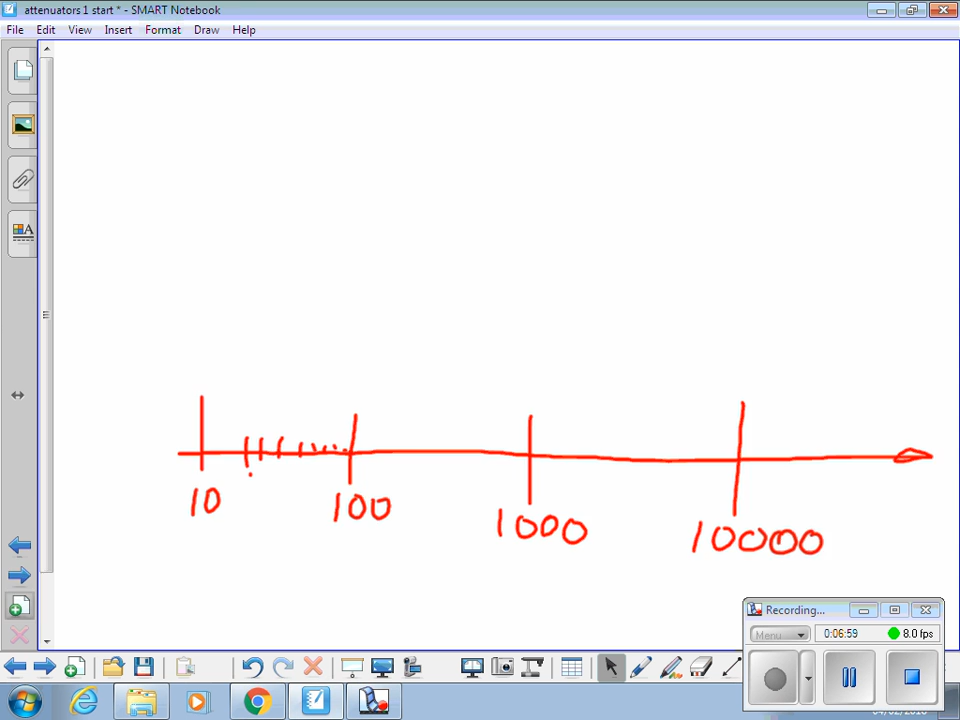 attenuators 1 start * - SMART Notebook
File Edit View Insert Format Draw Help
10 100 1000 10000
Recording...
Menu 0:06:59 8.0 fps